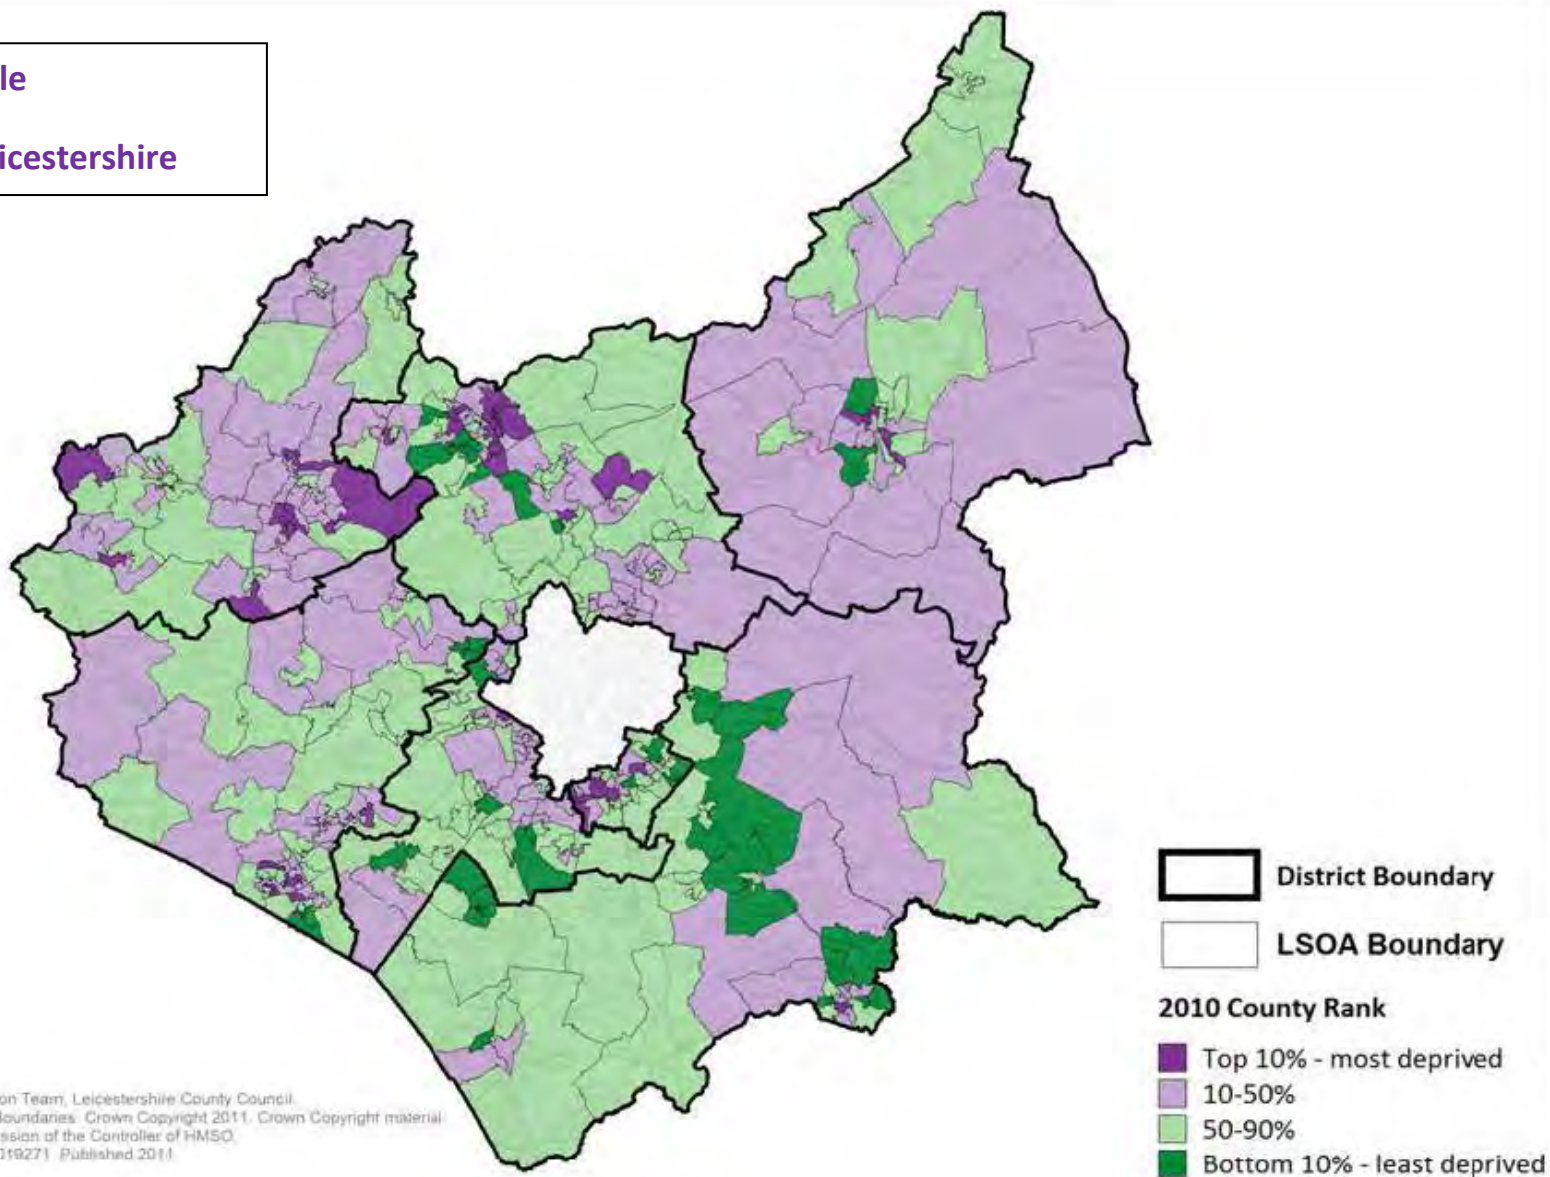 le
icestershire
District Boundary
LSOA Boundary
2010 County Rank
Top 10% - most deprived
10-50%
50-90%
Bottom 10% - least deprived
on Team, Leicestershire County Council.
oundaries. Crown Copyright 2011. Crown Copyright material
ssion of the Controller of HMSO.
019271 Published 2011